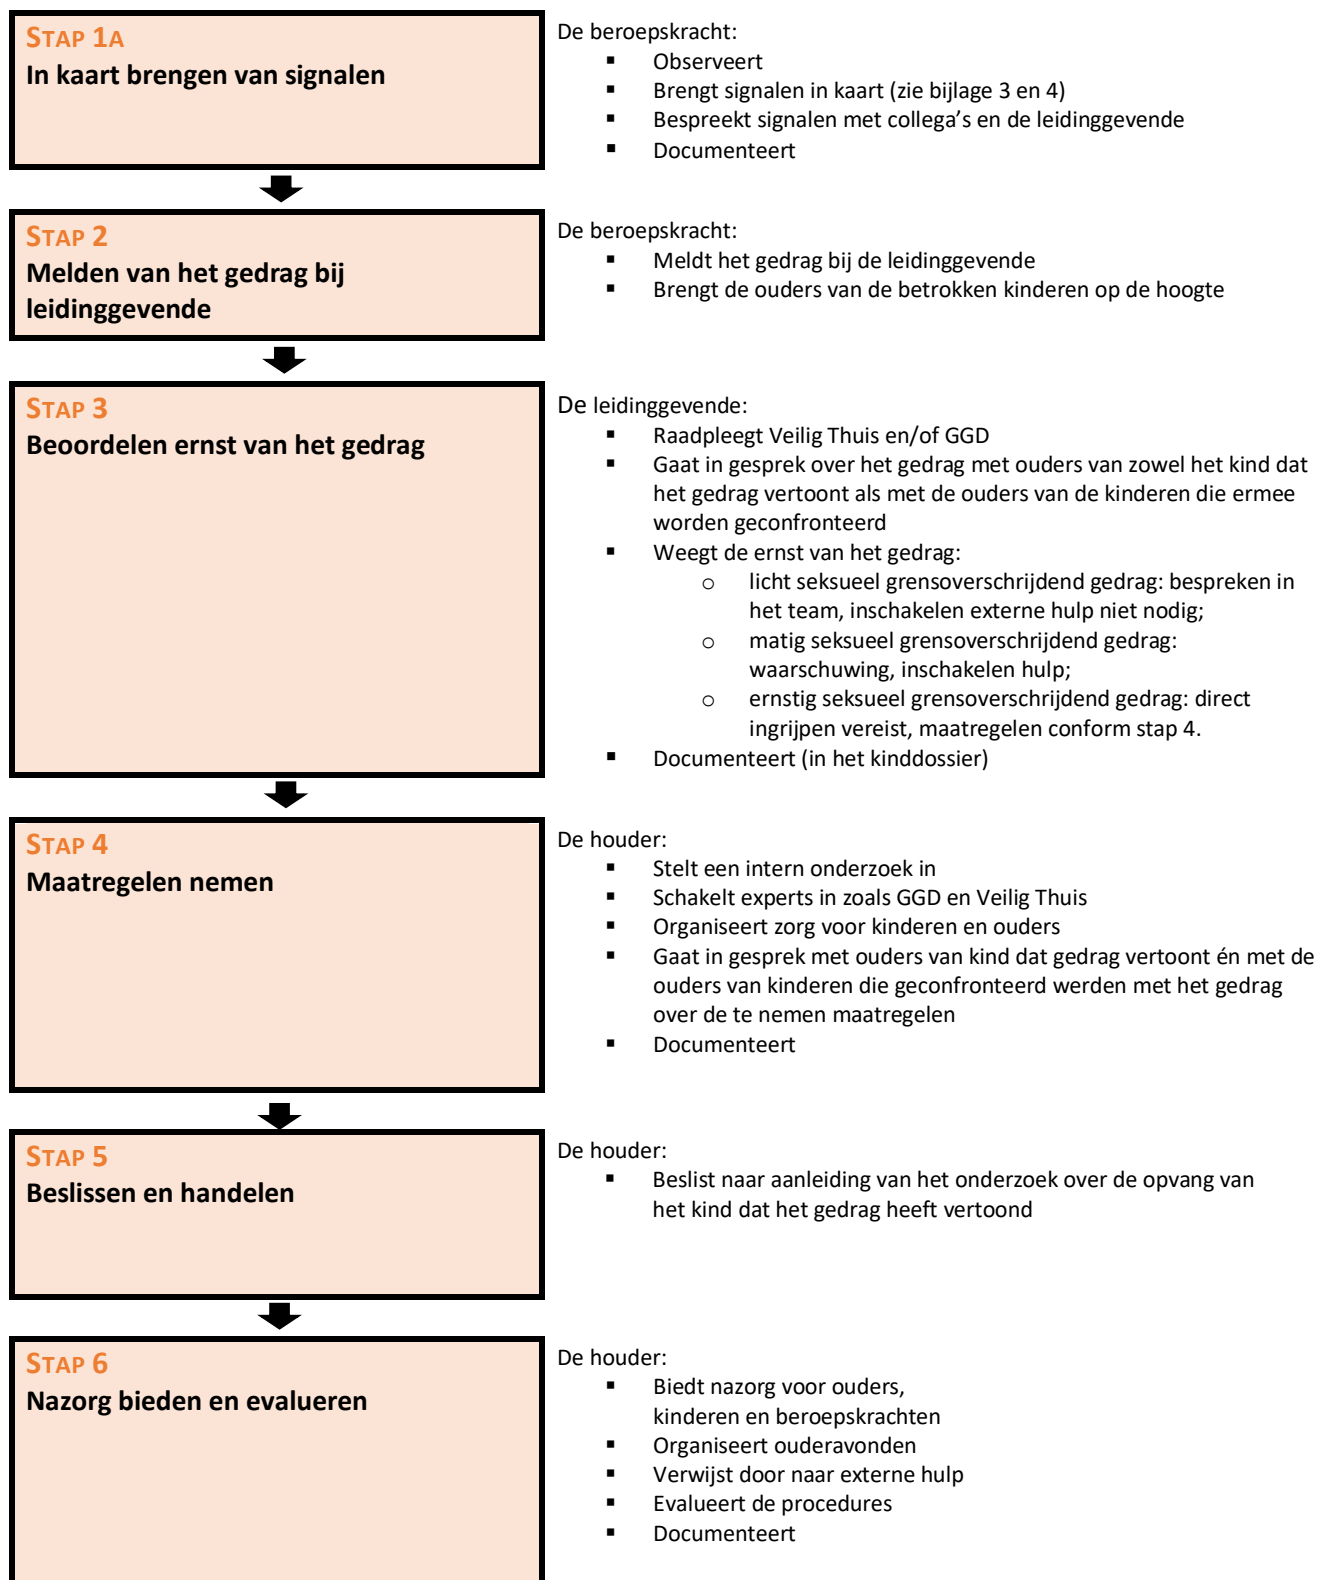 STAP 1A
In kaart brengen van signalen
De beroepskracht:
▪ Observeert
▪ Brengt signalen in kaart (zie bijlage 3 en 4)
▪ Bespreekt signalen met collega’s en de leidinggevende
▪ Documenteert
STAP 2
Melden van het gedrag bij
leidinggevende
De beroepskracht:
▪ Meldt het gedrag bij de leidinggevende
▪ Brengt de ouders van de betrokken kinderen op de hoogte
STAP 3
Beoordelen ernst van het gedrag
De leidinggevende:
▪ Raadpleegt Veilig Thuis en/of GGD
▪ Gaat in gesprek over het gedrag met ouders van zowel het kind dat
het gedrag vertoont als met de ouders van de kinderen die ermee
worden geconfronteerd
▪ Weegt de ernst van het gedrag:
o licht seksueel grensoverschrijdend gedrag: bespreken in
het team, inschakelen externe hulp niet nodig;
o matig seksueel grensoverschrijdend gedrag:
waarschuwing, inschakelen hulp;
o ernstig seksueel grensoverschrijdend gedrag: direct
ingrijpen vereist, maatregelen conform stap 4.
▪ Documenteert (in het kinddossier)
STAP 4
Maatregelen nemen
De houder:
▪ Stelt een intern onderzoek in
▪ Schakelt experts in zoals GGD en Veilig Thuis
▪ Organiseert zorg voor kinderen en ouders
▪ Gaat in gesprek met ouders van kind dat gedrag vertoont én met de
ouders van kinderen die geconfronteerd werden met het gedrag
over de te nemen maatregelen
▪ Documenteert
STAP 5
Beslissen en handelen
De houder:
▪ Beslist naar aanleiding van het onderzoek over de opvang van
het kind dat het gedrag heeft vertoond
STAP 6
Nazorg bieden en evalueren
De houder:
▪ Biedt nazorg voor ouders,
kinderen en beroepskrachten
▪ Organiseert ouderavonden
▪ Verwijst door naar externe hulp
▪ Evalueert de procedures
▪ Documenteert